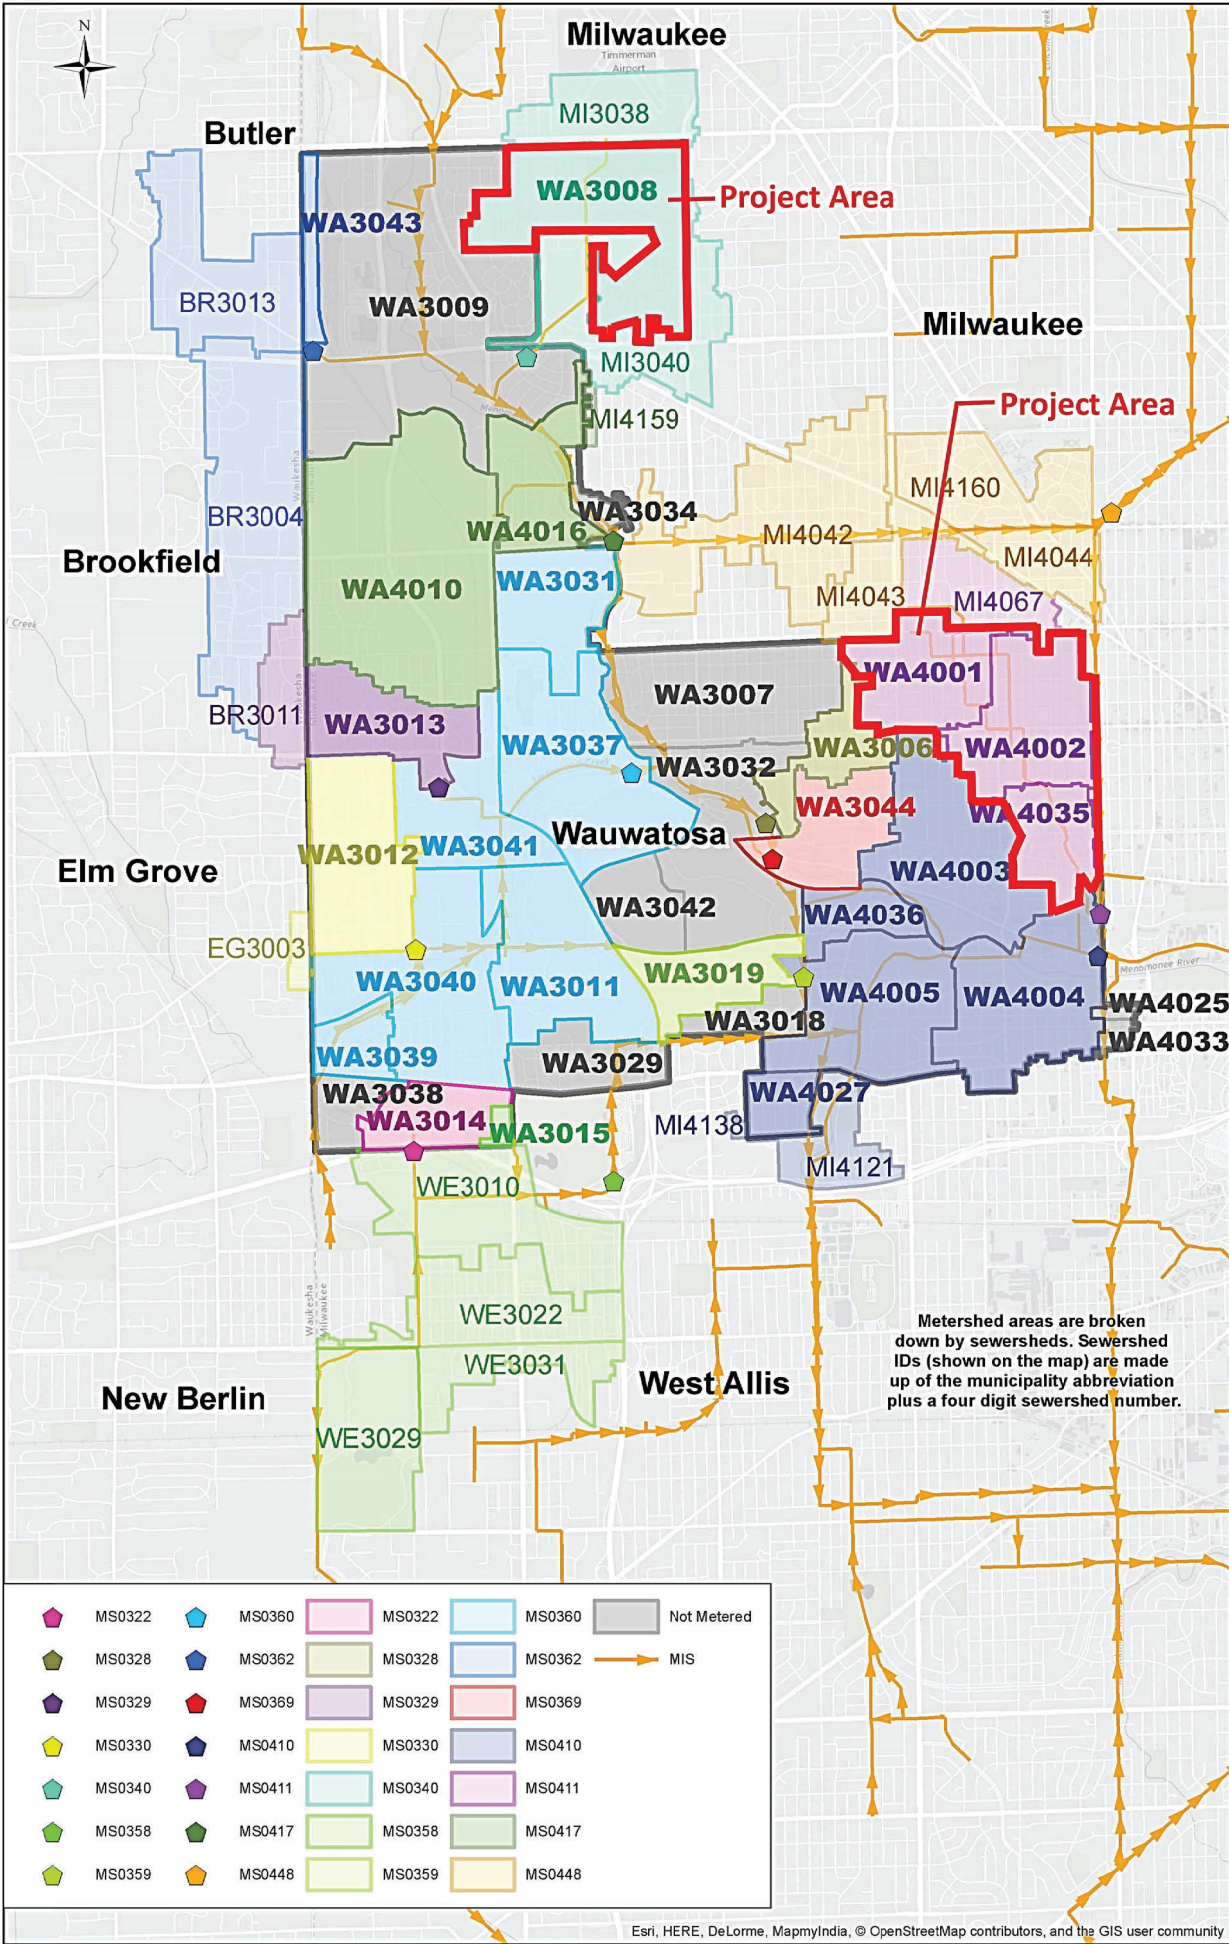 N
Milwaukee
Timmerman
Airport
MI3038
Butler
WA3008
Project Area
WA3043
BR3013
WA3009
Milwaukee
MI3040
Project Area
MI4159
MI4160
BR3004
WA3034
WA4016
MI4042
MI4044
Brookfield
WA3031
WA4010
MI4043
MI4067
WA4001
WA3007
BR3011
WA3013
WA3037
WA3006
WA4002
WA3032
WA3044
WA4035
Wauwatosa
WA3041
WA3012
Elm Grove
WA4003
WA3042
WA4036
EG3003
WA3019
WA3040
WA3011
WA4005
WA4004
Menomonee River
WA4025
WA3018
WA4033
WA3039
WA3029
WA3038
WA4027
WA3014
WA3015
MI4138
MI4121
WE3010
Waukesha
Milwaukee
WE3022
Metershed areas are broken
down by sewersheds. Sewershed
IDs (shown on the map) are made
up of the municipality abbreviation
plus a four digit sewershed number.
WE3031
West Allis
New Berlin
WE3029
MS0322 MS0360 MS0322 MS0360 Not Metered
MS0328 MS0362 MS0328 MS0362 MIS
MS0329 MS0369 MS0329 MS0369
MS0330 MS0410 MS0330 MS0410
MS0340 MS0411 MS0340 MS0411
MS0358 MS0417 MS0358 MS0417
MS0359 MS0448 MS0359 MS0448
Esri, HERE, DeLorme, MapmyIndia, © OpenStreetMap contributors, and the GIS user community